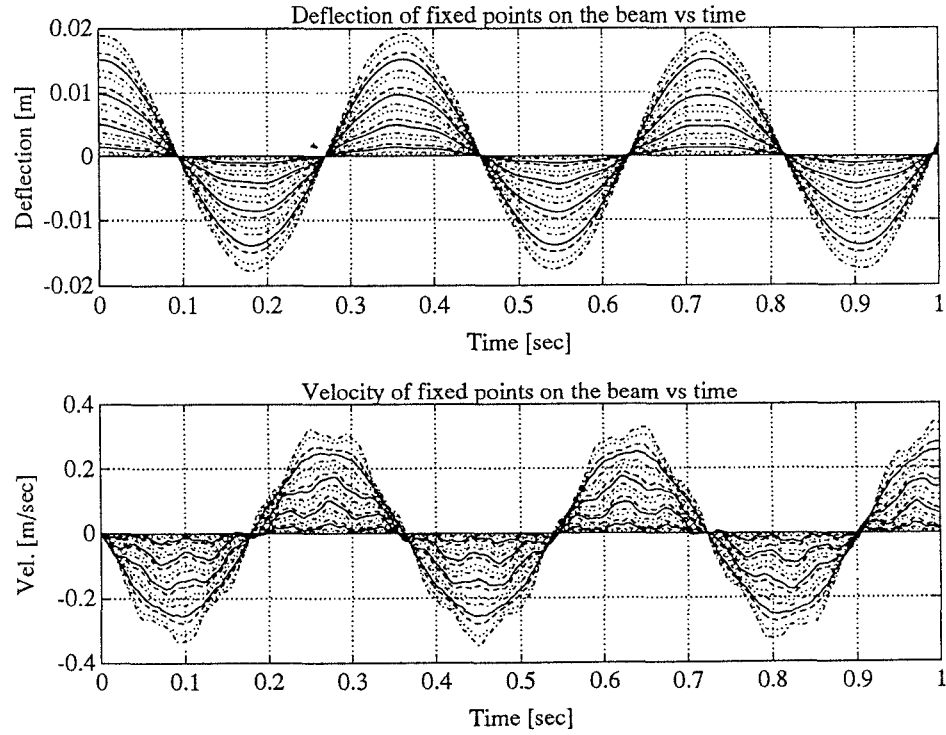 Deflection of fixed points on the beam vs time
0.02
0.01
0
-0.01
-0.02
Deflection [m]
0 0.1 0.2 0.3 0.4 0.5 0.6 0.7 0.8 0.9 1
Time [sec]
Velocity of fixed points on the beam vs time
0.4
0.2
0
-0.2
-0.4
Vel. [m/sec]
0 0.1 0.2 0.3 0.4 0.5 0.6 0.7 0.8 0.9 1
Time [sec]